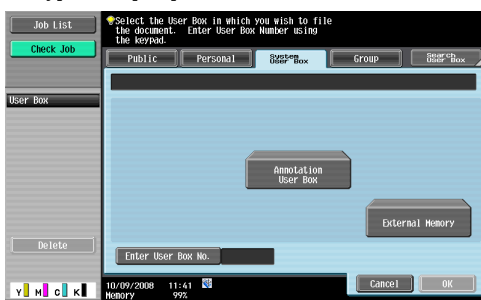 Job List
Check Job
Select the User Box in which you wish to file
the document. Enter User Box Number using
the keypad.
Public
Personal
System
User Box
Group
Search
User Box
User Box
Annotation
User Box
External Memory
Delete
Enter User Box No.
Y M C K
10/09/2008 11:41
Memory 99%
Cancel
OK